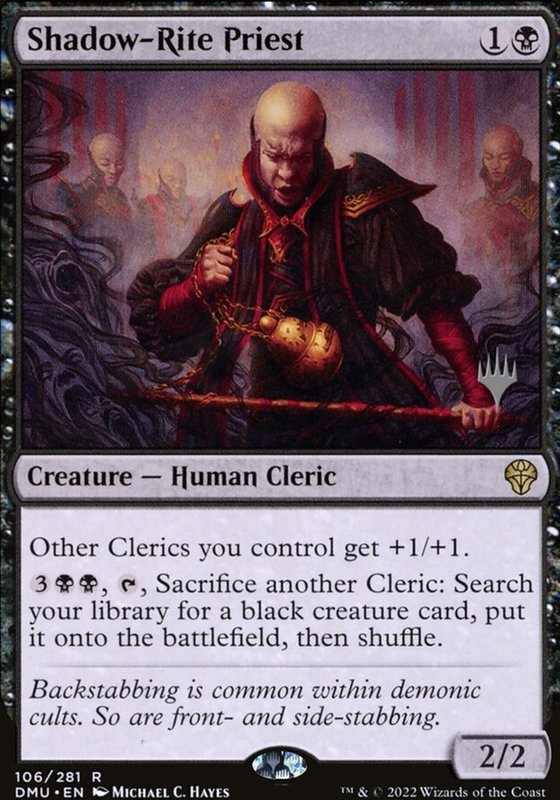 Shadow-Rite Priest 1
Creature — Human Cleric
Other Clerics you control get +1/+1.
3, , Sacrifice another Cleric: Search
your library for a black creature card, put
it onto the battlefield, then shuffle.
Backstabbing is common within demonic
cults. So are front- and side-stabbing.
2/2
106/281 R
DMU • EN Michael C. Hayes
™ & © 2022 Wizards of the Coast